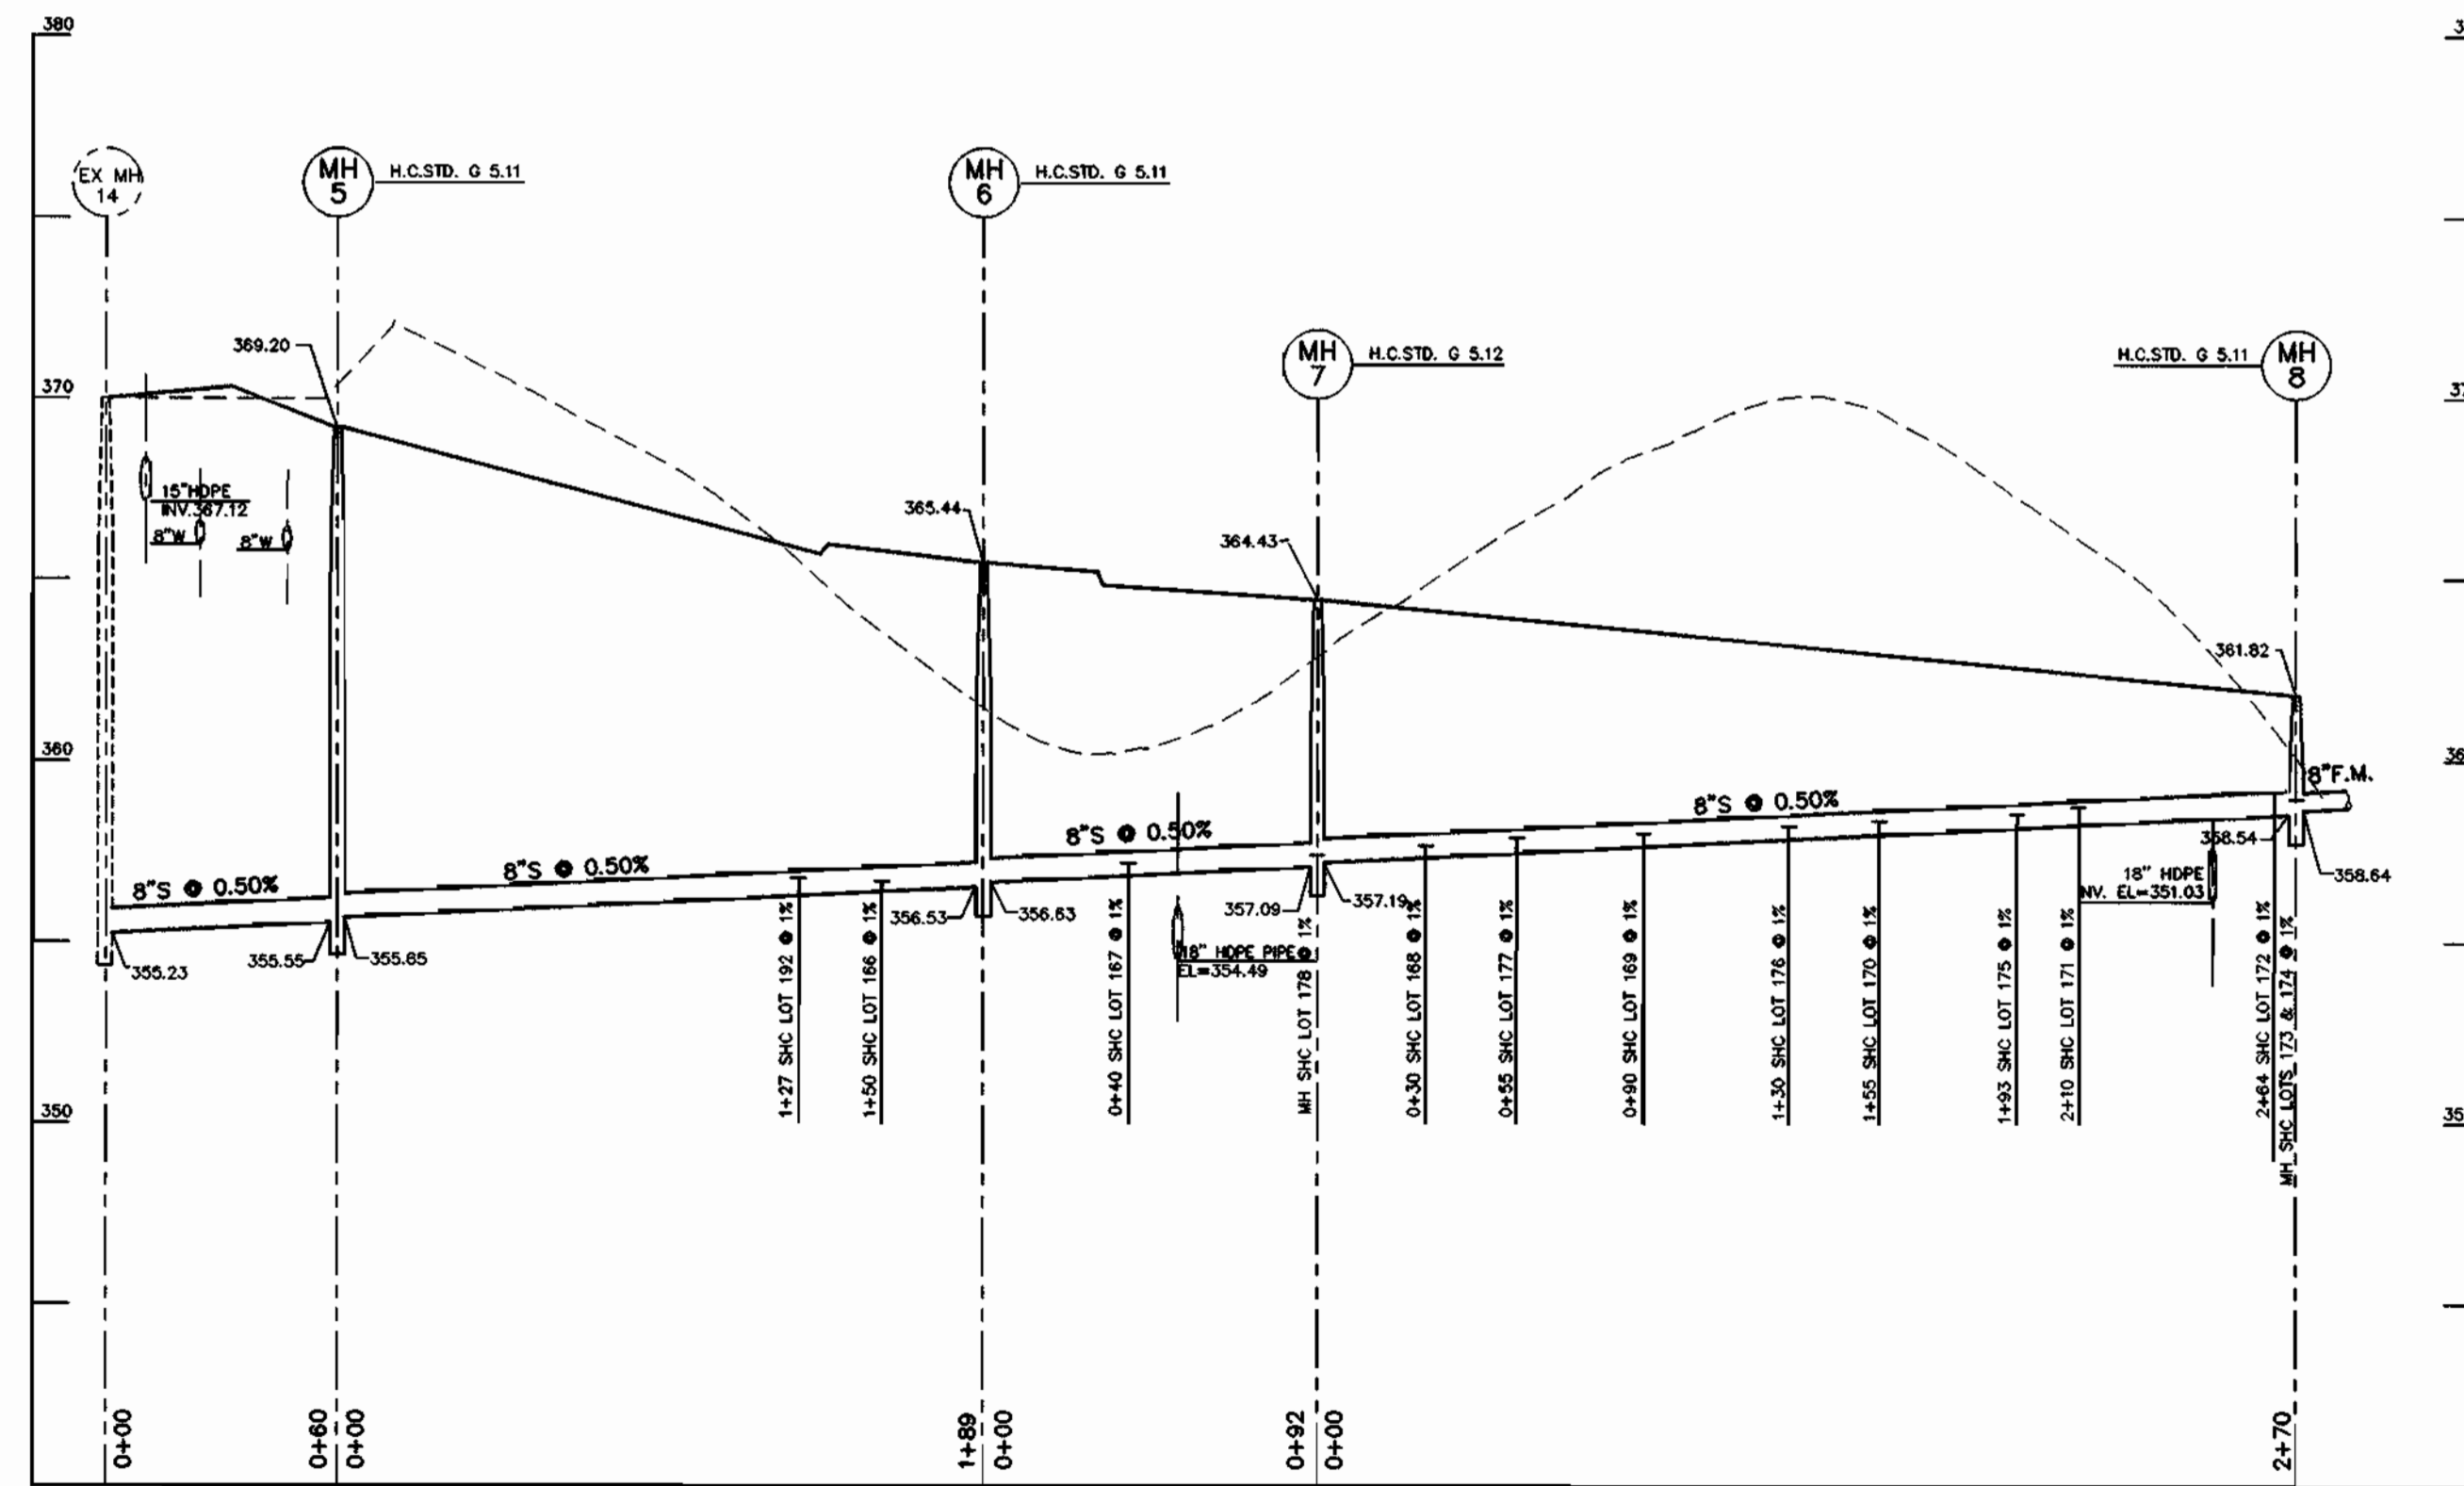 380
3
EX MH
14
MH
5
H.C.STD. G 5.11
MH
6
H.C.STD. G 5.11
369.20
MH
7
H.C.STD. G 5.12
H.C.STD. G 5.11
MH
8
370
37
15"HDPE
INV.367.12
8"W
8"W
365.44
364.43
361.82
360
36
8"S @ 0.50%
8"S @ 0.50%
8"S @ 0.50%
8"S @ 0.50%
8"F.M.
355.23
355.55
355.65
356.53
356.63
357.09
357.19
358.54
358.64
18" HDPE PIPE
EL=354.49
18" HDPE
INV. EL=351.03
1+27 SHC LOT 192 @ 1%
1+50 SHC LOT 166 @ 1%
0+40 SHC LOT 167 @ 1%
MH SHC LOT 178 @ 1%
0+30 SHC LOT 168 @ 1%
0+55 SHC LOT 177 @ 1%
0+90 SHC LOT 169 @ 1%
1+30 SHC LOT 176 @ 1%
1+55 SHC LOT 170 @ 1%
1+93 SHC LOT 175 @ 1%
2+10 SHC LOT 171 @ 1%
2+64 SHC LOT 172 @ 1%
MH SHC LOTS 173 & 174 @ 1%
350
35
0+00
0+60
0+00
1+89
0+00
0+92
0+00
2+70